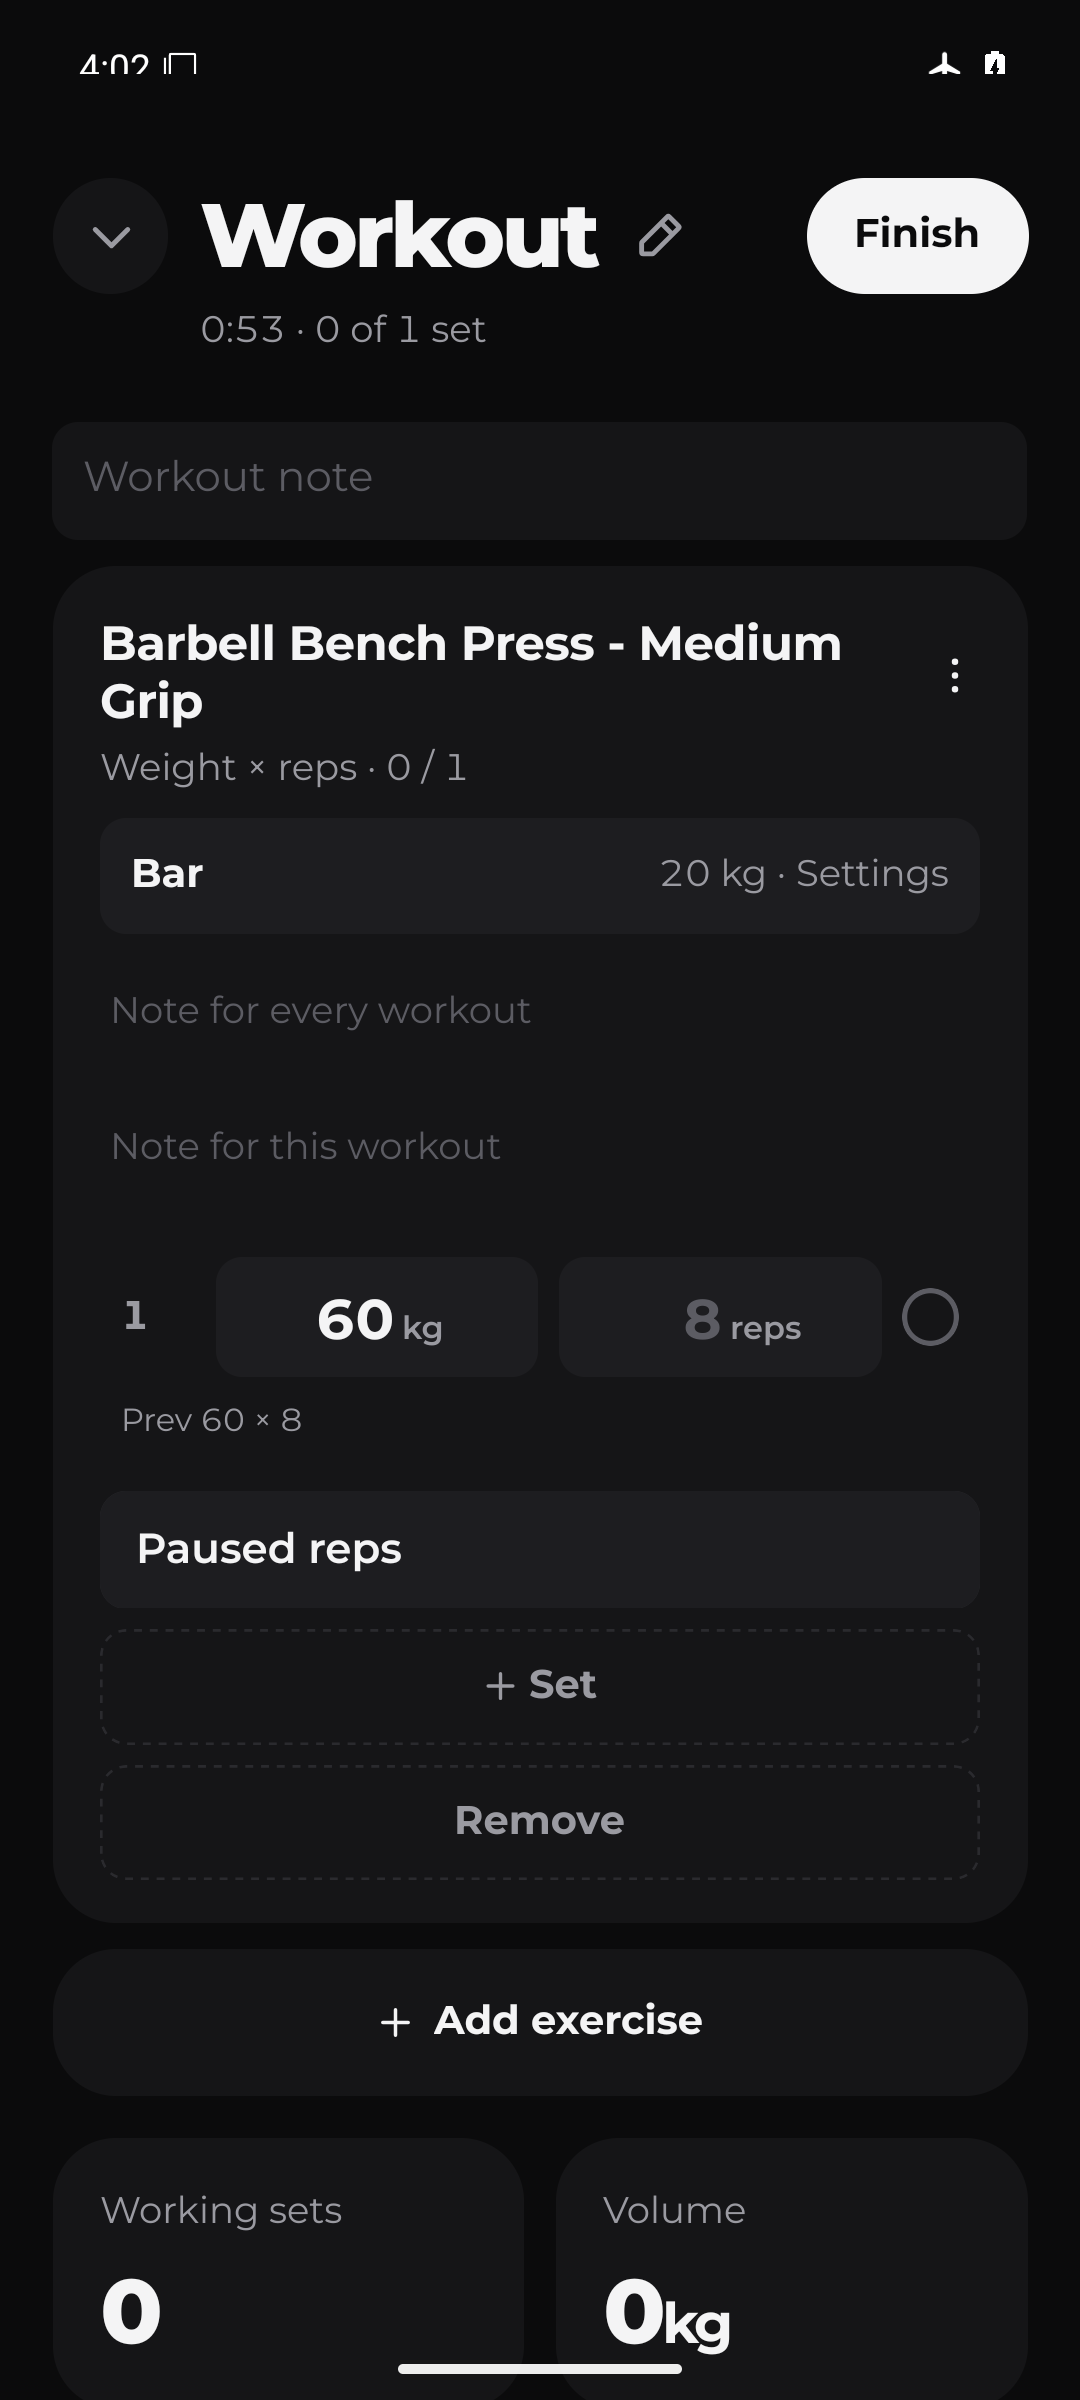 4:02
Workout
Finish
0:53 · 0 of 1 set
Workout note
Barbell Bench Press - Medium
Grip
Weight × reps · 0 / 1
Bar
20 kg · Settings
Note for every workout
Note for this workout
1
60 kg
8 reps
Prev 60 × 8
Paused reps
+ Set
Remove
+ Add exercise
Working sets
Volume
0
0kg